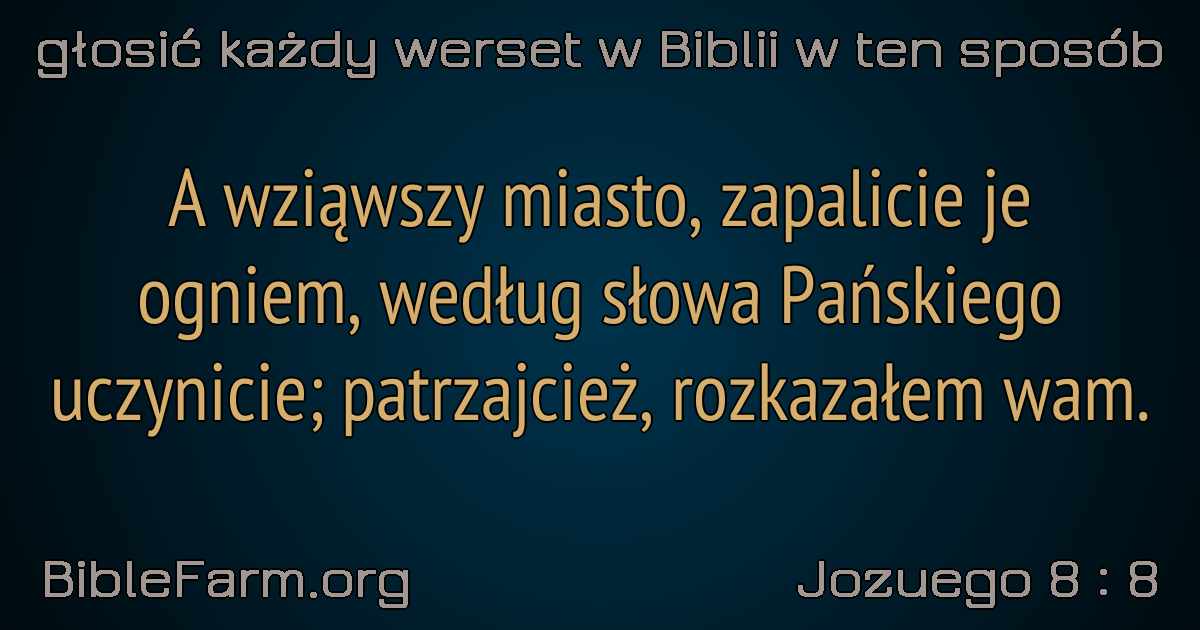 głosić każdy werset w Biblii w ten sposób
A wziąwszy miasto, zapalicie je
ogniem, według słowa Pańskiego
uczynicie; patrzajcież, rozkazałem wam.
BibleFarm.org
Jozuego 8 : 8